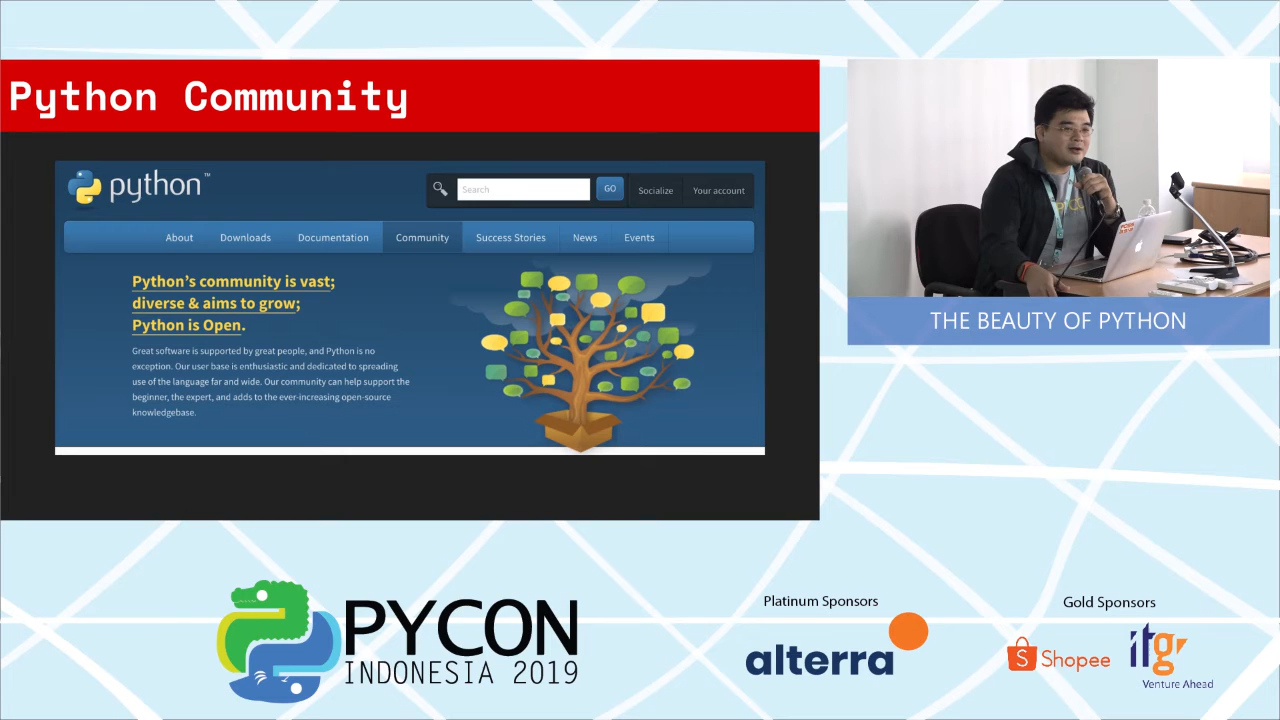 Python Community
python™
Search
GO
Socialize
Your account
About
Downloads
Documentation
Community
Success Stories
News
Events
Python's community is vast;
diverse & aims to grow;
Python is Open.
Great software is supported by great people, and Python is no
exception. Our user base is enthusiastic and dedicated to spreading
use of the language far and wide. Our community can help support the
beginner, the expert, and adds to the ever-increasing open-source
knowledgebase.
THE BEAUTY OF PYTHON
PYCON
INDONESIA 2019
Platinum Sponsors
alterra
Gold Sponsors
Shopee
itg
Venture Ahead